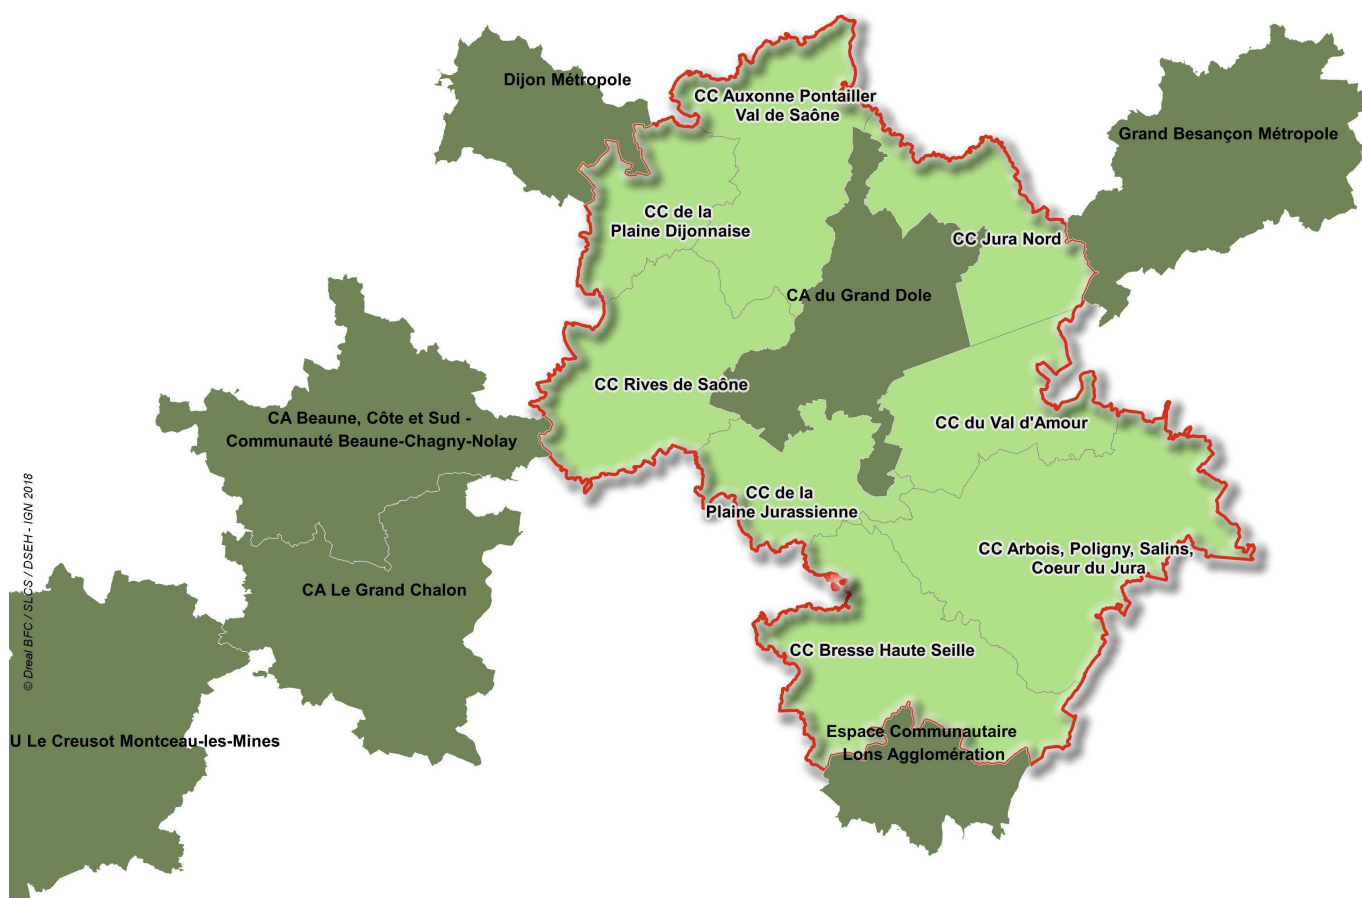 Dijon Métropole
CC Auxonne Pontailler
Val de Saône
Grand Besançon Métropole
CC de la
Plaine Dijonnaise
CC Jura Nord
CA du Grand Dole
CC Rives de Saône
CA Beaune, Côte et Sud -
Communauté Beaune-Chagny-Nolay
CC du Val d'Amour
CC de la
Plaine Jurassienne
CC Arbois, Poligny, Salins,
Coeur du Jura
CA Le Grand Chalon
CC Bresse Haute Seille
Espace Communautaire
Lons Agglomération
U Le Creusot Montceau-les-Mines
© Dreal BFC / SLCS / DSEH - IGN 2018